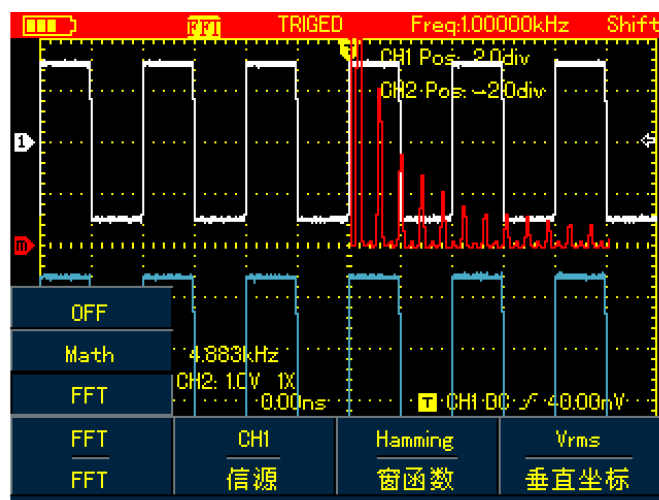 FFT TRIGED Freq:1.00000kHz Shift
CH1 Pos: 2.0div
CH2 Pos: -2.0div
1
m
OFF
Math 4.883kHz
CH2: 1.0V 1X
FFT
0.00ns T CH1 DC 40.00mV
FFT CH1 Hamming Vrms
FFT 信源 窗函数 垂直坐标